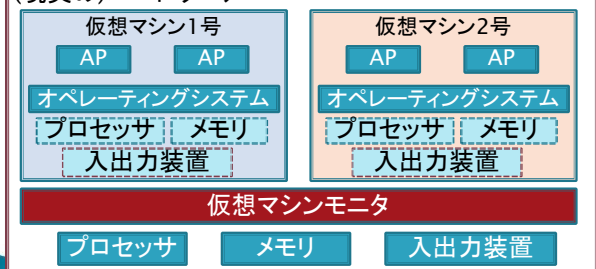 仮想マシン1号 仮想マシン2号
AP AP AP AP
オペレーティングシステム オペレーティングシステム
プロセッサ メモリ プロセッサ メモリ
入出力装置 入出力装置
仮想マシンモニタ
プロセッサ メモリ 入出力装置